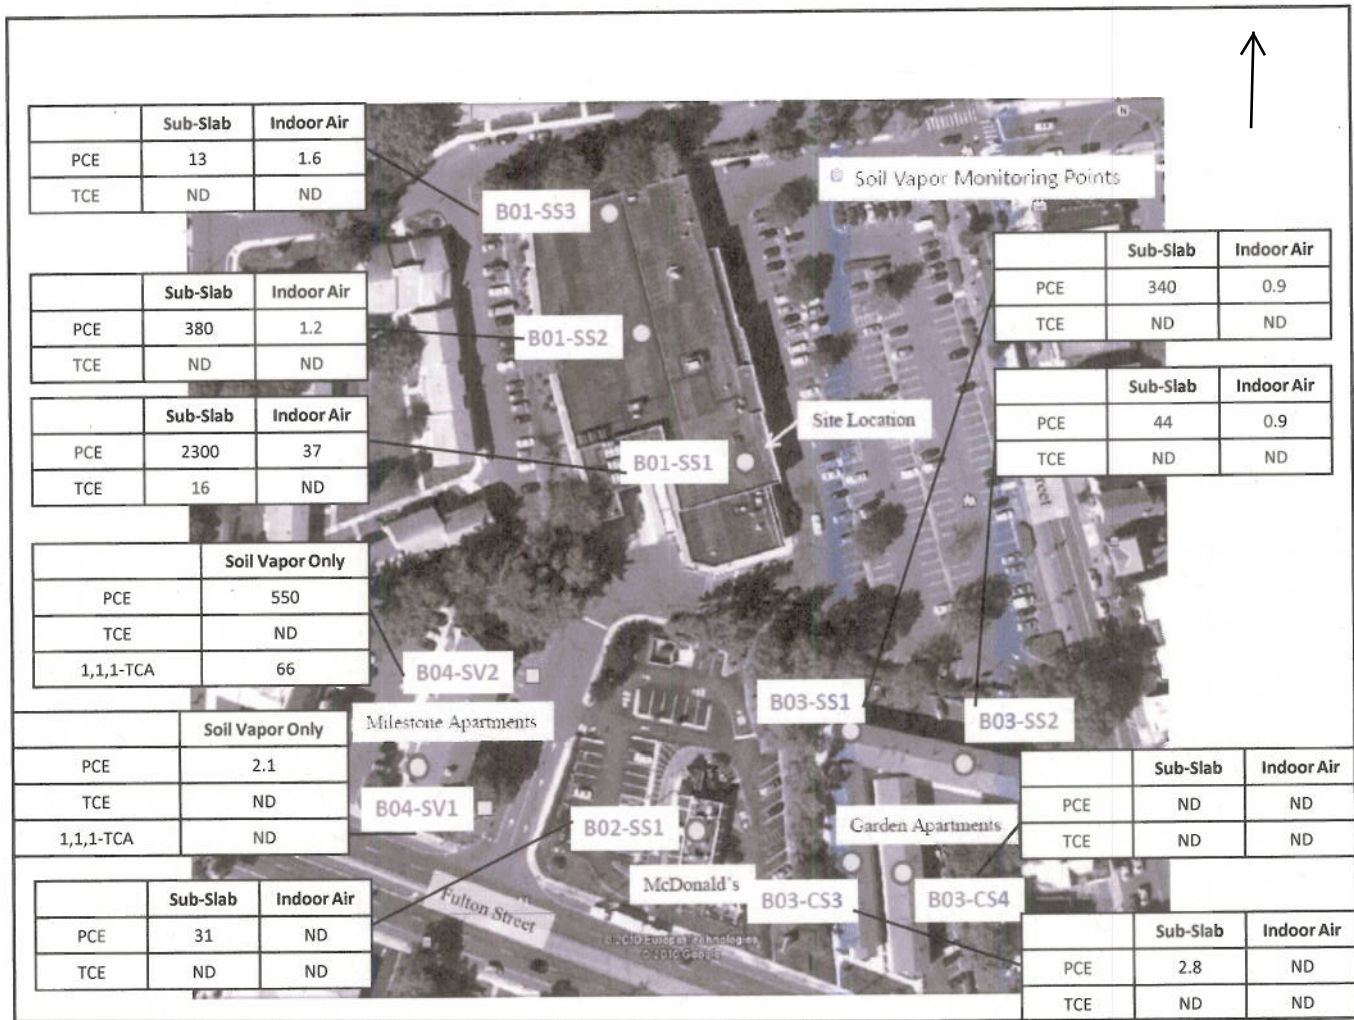 Sub-Slab Indoor Air
PCE 13 1.6
TCE ND ND
Sub-Slab Indoor Air
PCE 380 1.2
TCE ND ND
Sub-Slab Indoor Air
PCE 2300 37
TCE 16 ND
Soil Vapor Only
PCE 550
TCE ND
1,1,1-TCA 66
Soil Vapor Only
PCE 2.1
TCE ND
1,1,1-TCA ND
Sub-Slab Indoor Air
PCE 31 ND
TCE ND ND
N
Soil Vapor Monitoring Points
B01-SS3
B01-SS2
Site Location
B01-SS1
B04-SV2
Milestone Apartments
B04-SV1
B03-SS1
B03-SS2
B02-SS1
Garden Apartments
McDonald's
B03-CS3
B03-CS4
Fulton Street
© 2010 Europa Technologies
© 2010 Google
Sub-Slab Indoor Air
PCE 340 0.9
TCE ND ND
Sub-Slab Indoor Air
PCE 44 0.9
TCE ND ND
Sub-Slab Indoor Air
PCE ND ND
TCE ND ND
Sub-Slab Indoor Air
PCE 2.8 ND
TCE ND ND